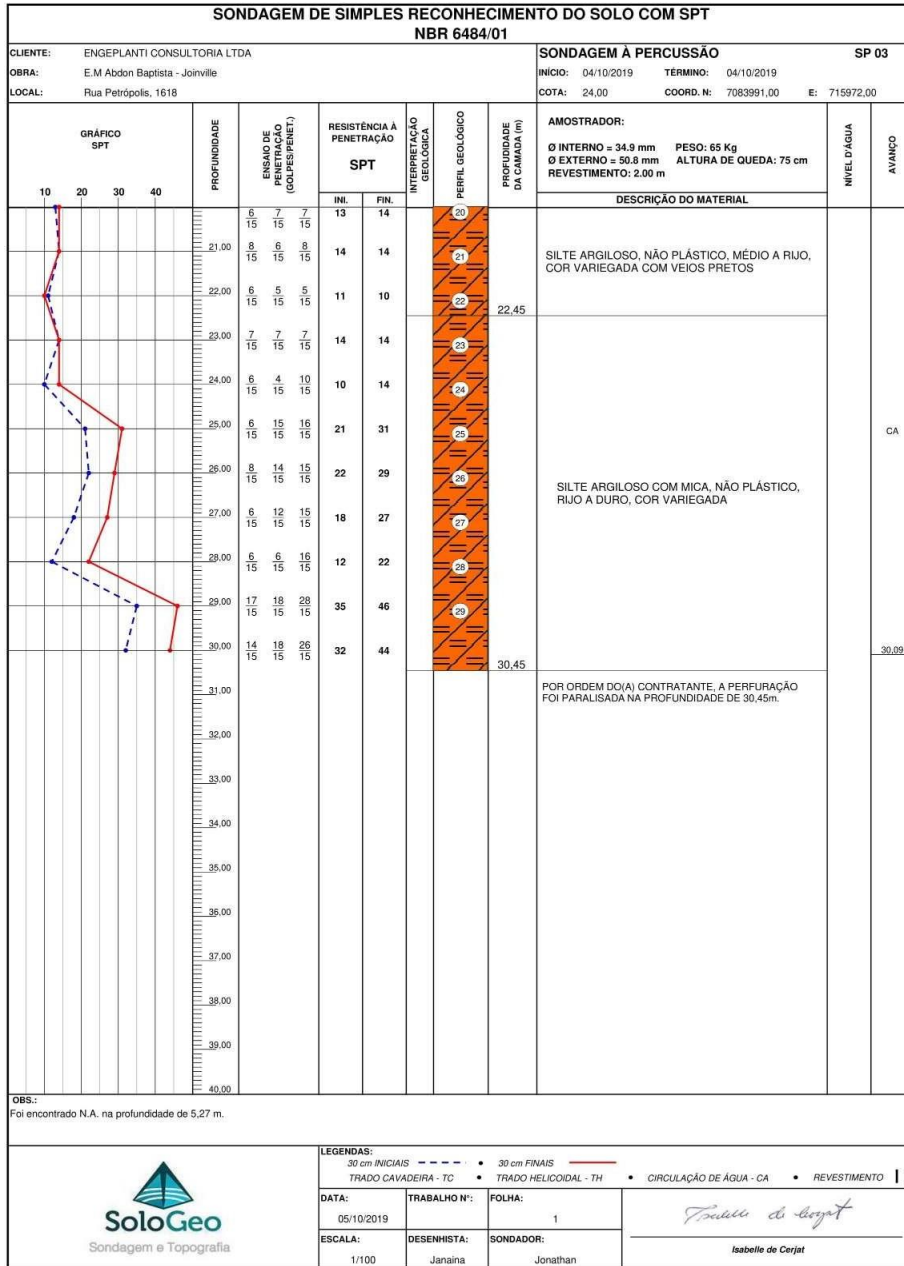 SONDAGEM DE SIMPLES RECONHECIMENTO DO SOLO COM SPT
NBR 6484/01
CLIENTE: ENGEPLANTI CONSULTORIA LTDA
OBRA: E.M Abdon Baptista - Joinville
LOCAL: Rua Petrópolis, 1618
SONDAGEM À PERCUSSÃO SP 03
INÍCIO: 04/10/2019 TÉRMINO: 04/10/2019
COTA: 24,00 COORD. N: 7083991,00 E: 715972,00
GRÁFICO
SPT
10 20 30 40
PROFUNDIDADE
ENSAIO DE
PENETRAÇÃO
(GOLPES/PENET.)
RESISTÊNCIA À
PENETRAÇÃO
SPT
INI. FIN.
INTERPRETAÇÃO
GEOLÓGICA
PERFIL GEOLÓGICO
PROFUDIDADE
DA CAMADA (m)
AMOSTRADOR:
Ø INTERNO = 34.9 mm PESO: 65 Kg
Ø EXTERNO = 50.8 mm ALTURA DE QUEDA: 75 cm
REVESTIMENTO: 2.00 m
DESCRIÇÃO DO MATERIAL
NÍVEL D'ÁGUA
AVANÇO
6/15 7/15 7/15 13 14 20
21,00 8/15 6/15 8/15 14 14 21
SILTE ARGILOSO, NÃO PLÁSTICO, MÉDIO A RIJO,
COR VARIEGADA COM VEIOS PRETOS
22,00 6/15 5/15 5/15 11 10 22
22,45
23,00 7/15 7/15 7/15 14 14 23
24,00 6/15 4/15 10/15 10 14 24
25,00 6/15 15/15 16/15 21 31 25 CA
26,00 8/15 14/15 15/15 22 29 26
SILTE ARGILOSO COM MICA, NÃO PLÁSTICO,
RIJO A DURO, COR VARIEGADA
27,00 6/15 12/15 15/15 18 27 27
28,00 6/15 6/15 16/15 12 22 28
29,00 17/15 18/15 28/15 35 46 29
30,00 14/15 18/15 26/15 32 44 30,09
30,45
31,00
POR ORDEM DO(A) CONTRATANTE, A PERFURAÇÃO
FOI PARALISADA NA PROFUNDIDADE DE 30,45m.
32,00
33,00
34,00
35,00
36,00
37,00
38,00
39,00
40,00
OBS.:
Foi encontrado N.A. na profundidade de 5,27 m.
SoloGeo
Sondagem e Topografia
LEGENDAS:
30 cm INICIAIS • 30 cm FINAIS
TRADO CAVADEIRA - TC • TRADO HELICOIDAL - TH • CIRCULAÇÃO DE ÁGUA - CA • REVESTIMENTO
DATA: TRABALHO Nº: FOLHA:
05/10/2019 1
ESCALA: DESENHISTA: SONDADOR:
1/100 Janaina Jonathan
Isabelle de Cerjat
Isabelle de Cerjat